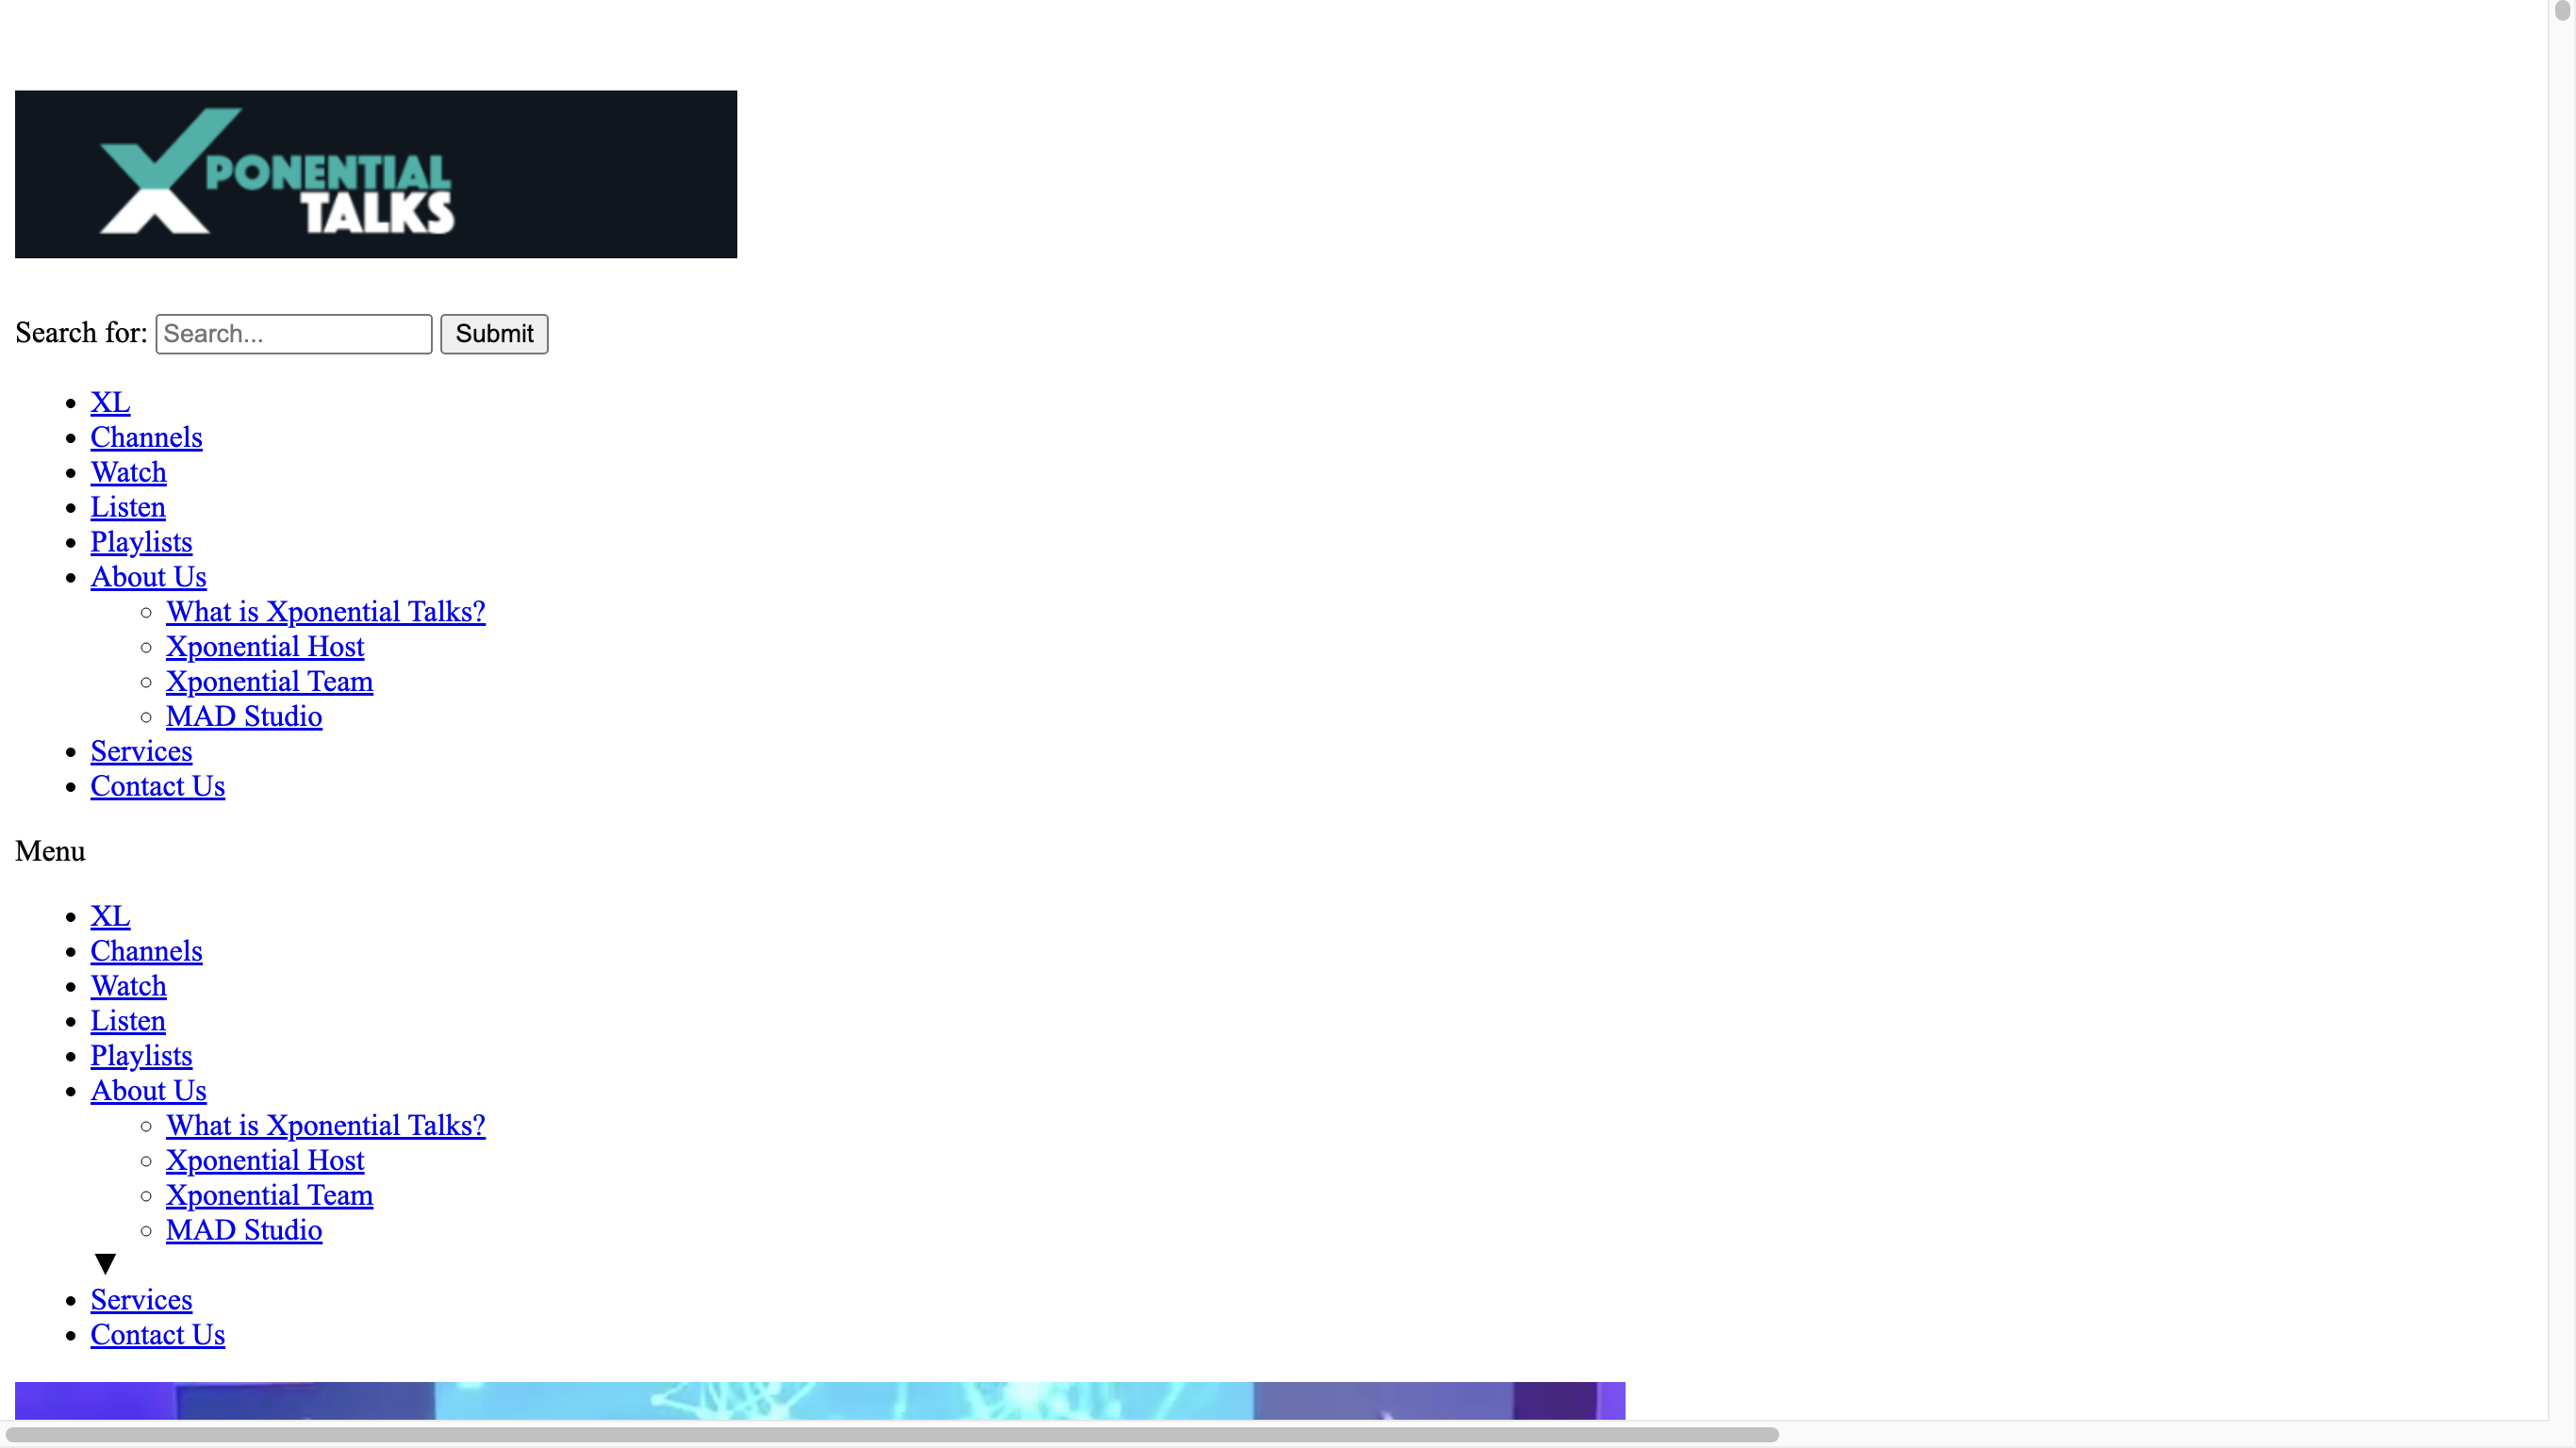 XPONENTIAL
TALKS
Search for: Search... Submit
XL
Channels
Watch
Listen
Playlists
About Us
What is Xponential Talks?
Xponential Host
Xponential Team
MAD Studio
Services
Contact Us
Menu
XL
Channels
Watch
Listen
Playlists
About Us
What is Xponential Talks?
Xponential Host
Xponential Team
MAD Studio
▼
Services
Contact Us